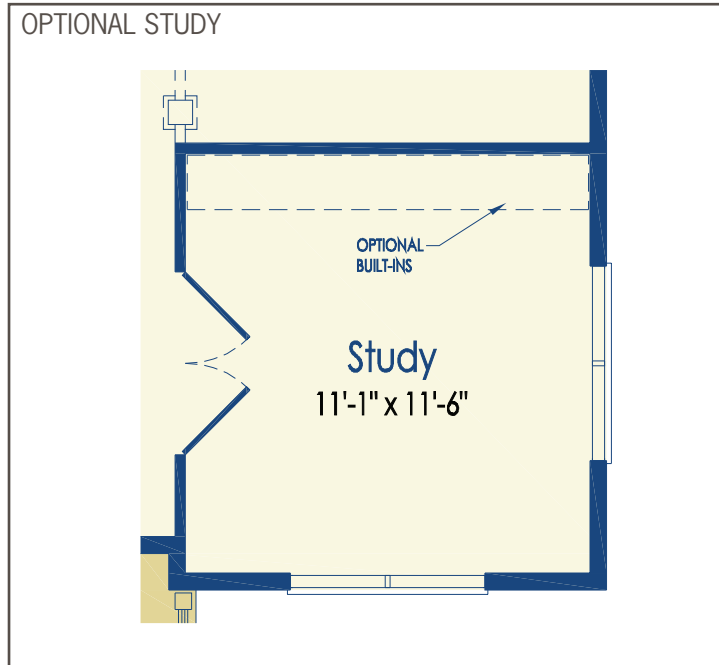 OPTIONAL STUDY
OPTIONAL
BUILT-INS
Study
11'-1" x 11'-6"